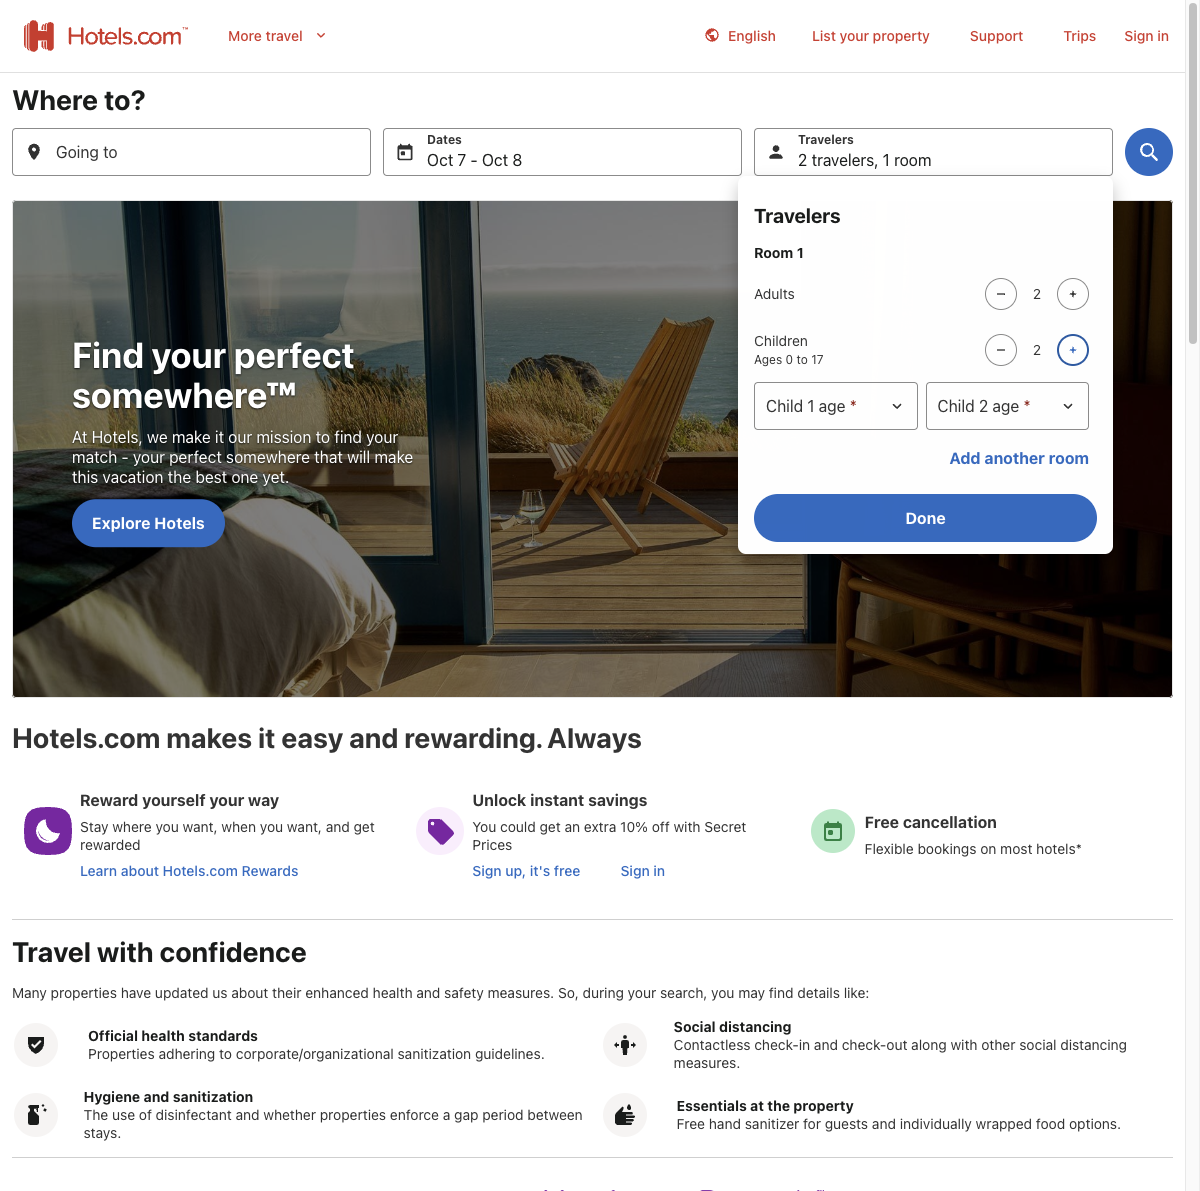 Hotels.com™
More travel
English
List your property
Support
Trips
Sign in
Where to?
Going to
Dates
Oct 7 - Oct 8
Travelers
2 travelers, 1 room
Travelers
Room 1
Adults
2
Children
2
Ages 0 to 17
Child 1 age *
Child 2 age *
Add another room
Done
Find your perfect
somewhere™
At Hotels, we make it our mission to find your
match - your perfect somewhere that will make
this vacation the best one yet.
Explore Hotels
Hotels.com makes it easy and rewarding. Always
Reward yourself your way
Stay where you want, when you want, and get
rewarded
Learn about Hotels.com Rewards
Unlock instant savings
You could get an extra 10% off with Secret
Prices
Sign up, it's free
Sign in
Free cancellation
Flexible bookings on most hotels*
Travel with confidence
Many properties have updated us about their enhanced health and safety measures. So, during your search, you may find details like:
Official health standards
Properties adhering to corporate/organizational sanitization guidelines.
Social distancing
Contactless check-in and check-out along with other social distancing
measures.
Hygiene and sanitization
The use of disinfectant and whether properties enforce a gap period between
stays.
Essentials at the property
Free hand sanitizer for guests and individually wrapped food options.